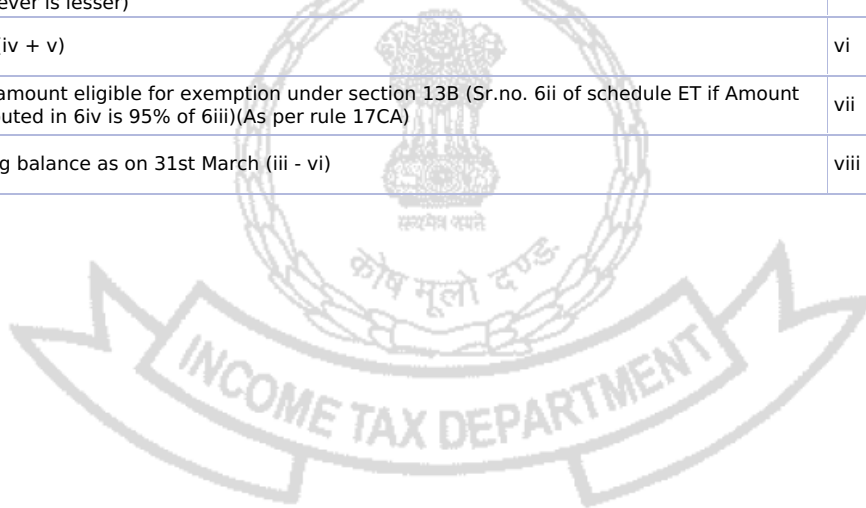 ever is lesser)
(iv + v)
vi
amount eligible for exemption under section 13B (Sr.no. 6ii of schedule ET if Amount
uted in 6iv is 95% of 6iii)(As per rule 17CA)
vii
g balance as on 31st March (iii - vi)
viii
सत्यमेव जयते
कोष मूलो दण्ड:
INCOME TAX DEPARTMENT